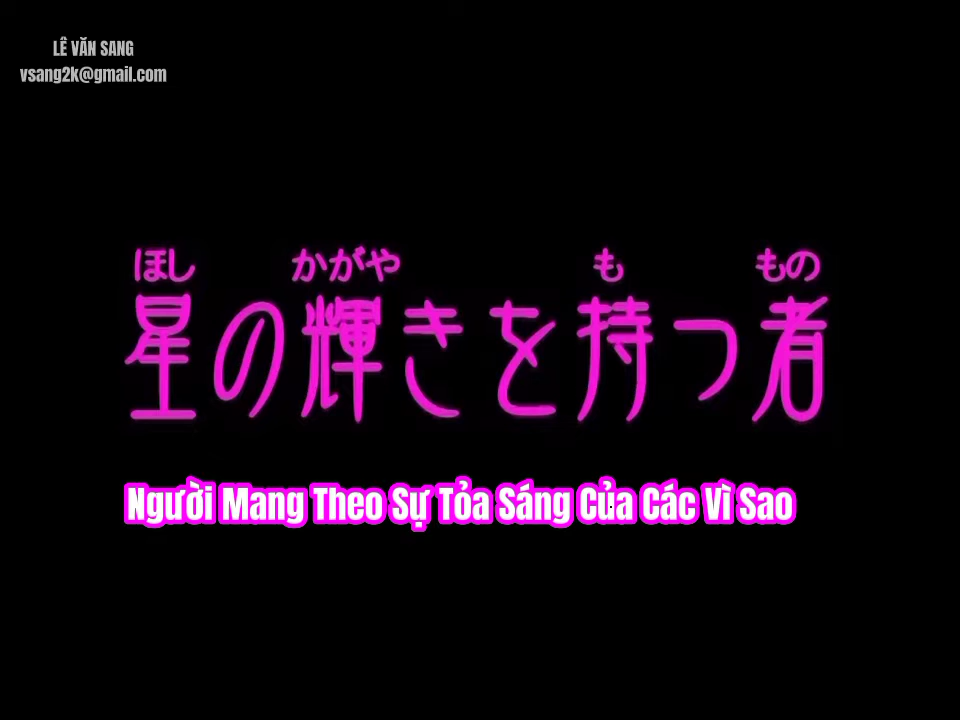 LÊ VĂN SANG
vsang2k@gmail.com
ほし かがや も もの
星の輝きを持つ者
Người Mang Theo Sự Tỏa Sáng Của Các Vì Sao